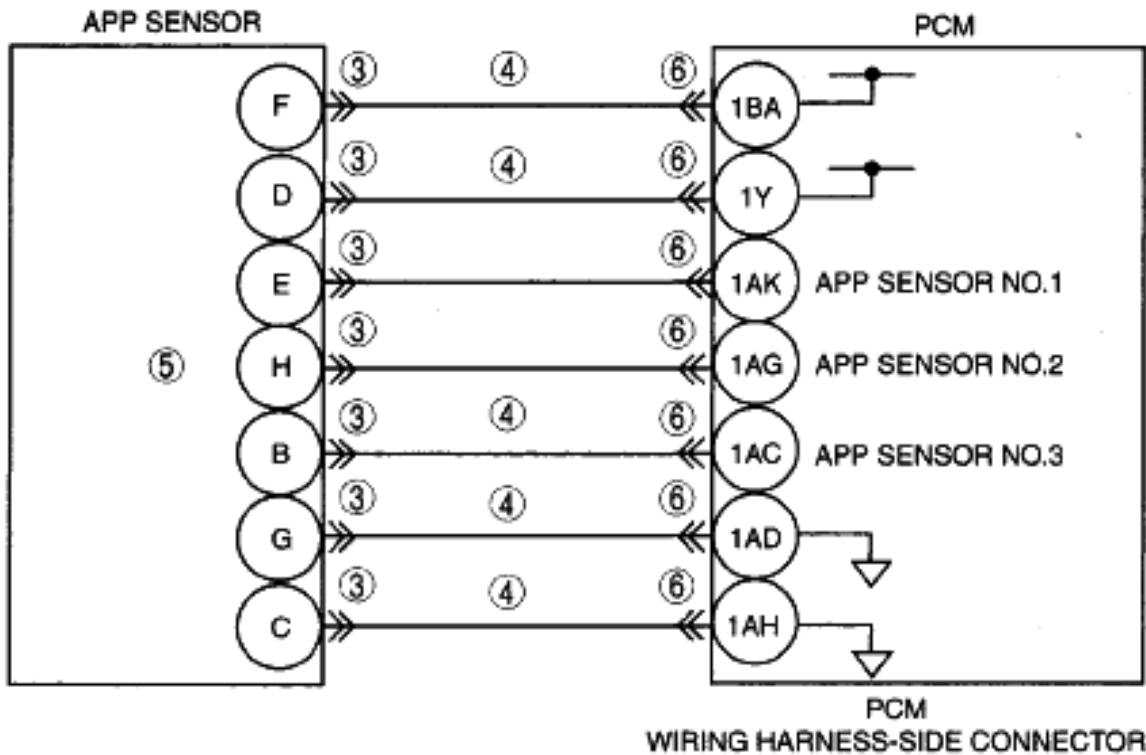 APP SENSOR PCM
③ ④ ⑥
F 1BA
③ ④ ⑥
D 1Y
③ ⑥
E 1AK APP SENSOR NO.1
③ ⑥
⑤ H 1AG APP SENSOR NO.2
③ ④ ⑥
B 1AC APP SENSOR NO.3
③ ④ ⑥
G 1AD
③ ④ ⑥
C 1AH
PCM
WIRING HARNESS-SIDE CONNECTOR